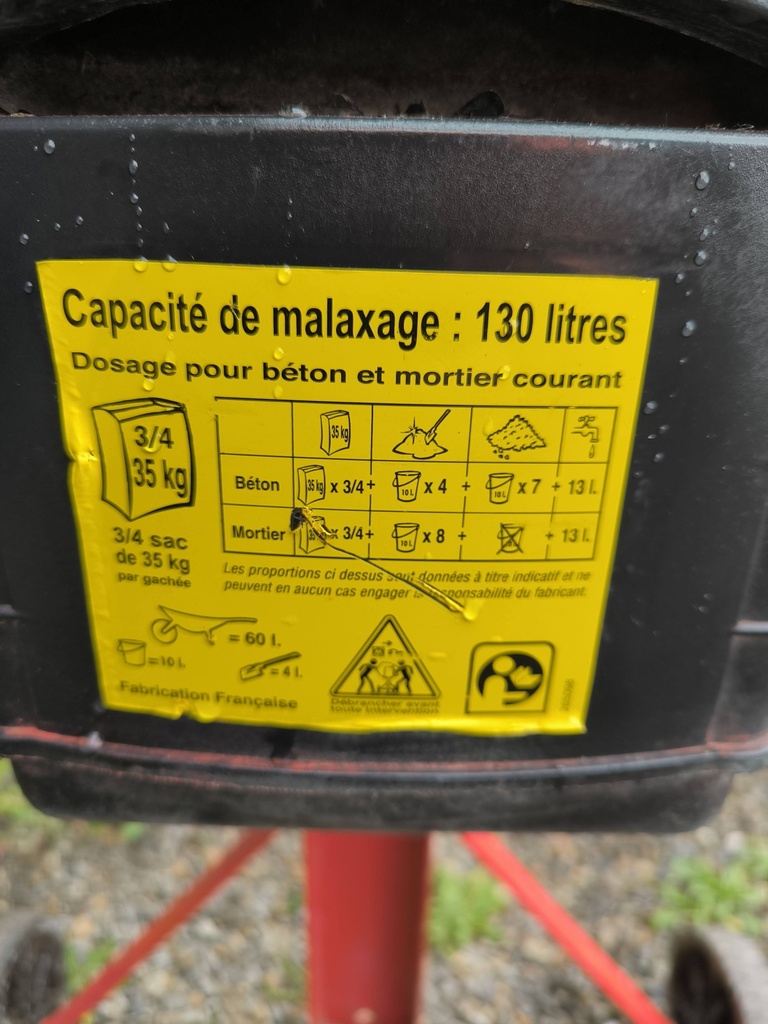 Capacité de malaxage : 130 litres
Dosage pour béton et mortier courant
3/4
35 kg
3/4 sac
de 35 kg
par gachée
35 kg
Béton 35 kg x 3/4 + 10 L x 4 + 10 L x 7 + 13 l.
Mortier 35 kg x 3/4 + 10 L x 8 + + 13 l.
Les proportions ci dessus sont données à titre indicatif et ne
peuvent en aucun cas engager la responsabilité du fabricant.
= 60 l.
= 10 l.
= 4 l.
Fabrication Française
Débrancher avant
toute intervention